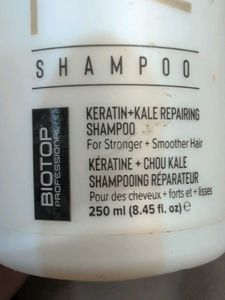 SHAMPOO
BIOTOP
PROFESSIONAL
KERATIN+KALE REPAIRING
SHAMPOO
For Stronger + Smoother Hair
KÉRATINE + CHOU KALE
SHAMPOOING RÉPARATEUR
Pour des cheveux + forts et + lisses
250 ml (8.45 fl. oz) ℮